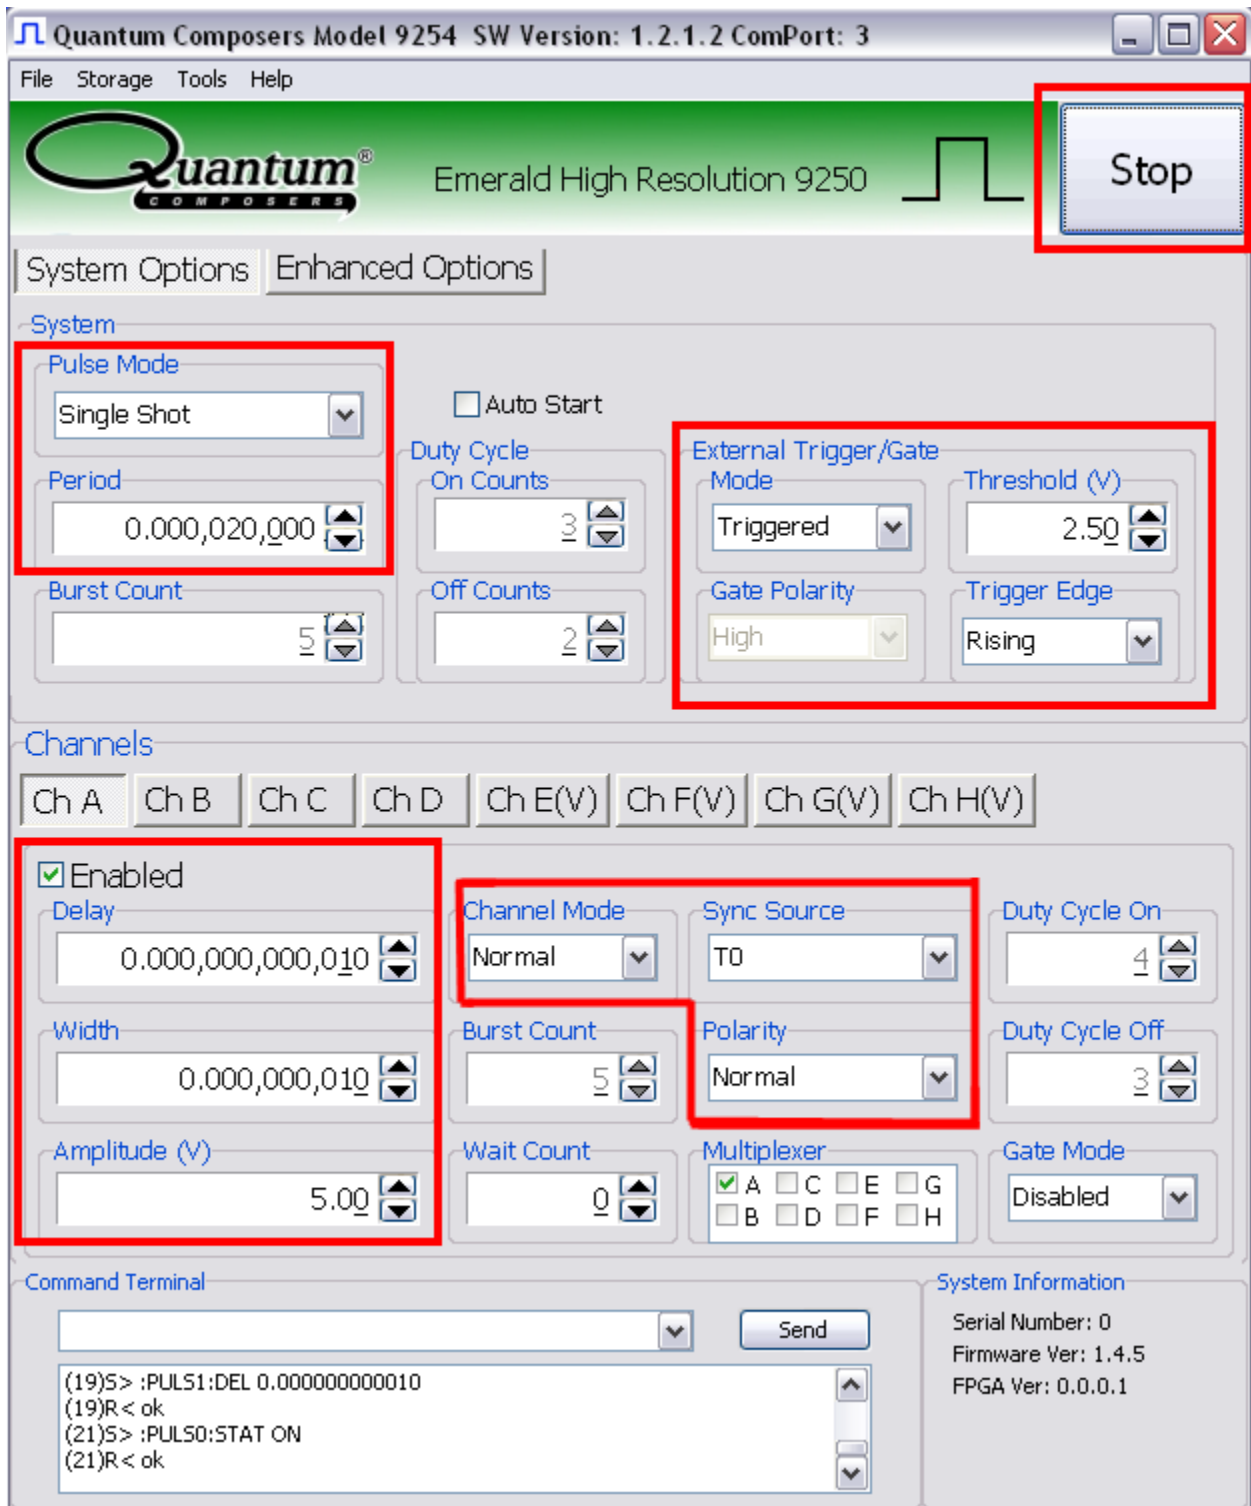 Quantum Composers Model 9254 SW Version: 1.2.1.2 ComPort: 3
File Storage Tools Help
Quantum®
COMPOSERS
Emerald High Resolution 9250
Stop
System Options Enhanced Options
System
Pulse Mode
Single Shot
Auto Start
Duty Cycle
External Trigger/Gate
Period
On Counts
Mode
Threshold (V)
0.000,020,000
3
Triggered
2.50
Burst Count
Off Counts
Gate Polarity
Trigger Edge
5
2
High
Rising
Channels
Ch A Ch B Ch C Ch D Ch E(V) Ch F(V) Ch G(V) Ch H(V)
Enabled
Delay
Channel Mode
Sync Source
Duty Cycle On
0.000,000,000,010
Normal
T0
4
Width
Burst Count
Polarity
Duty Cycle Off
0.000,000,010
5
Normal
3
Amplitude (V)
Wait Count
Multiplexer
Gate Mode
5.00
0
A C E G
B D F H
Disabled
Command Terminal
System Information
Send
Serial Number: 0
Firmware Ver: 1.4.5
FPGA Ver: 0.0.0.1
(19)S> :PULS1:DEL 0.000000000010
(19)R< ok
(21)S> :PULS0:STAT ON
(21)R< ok